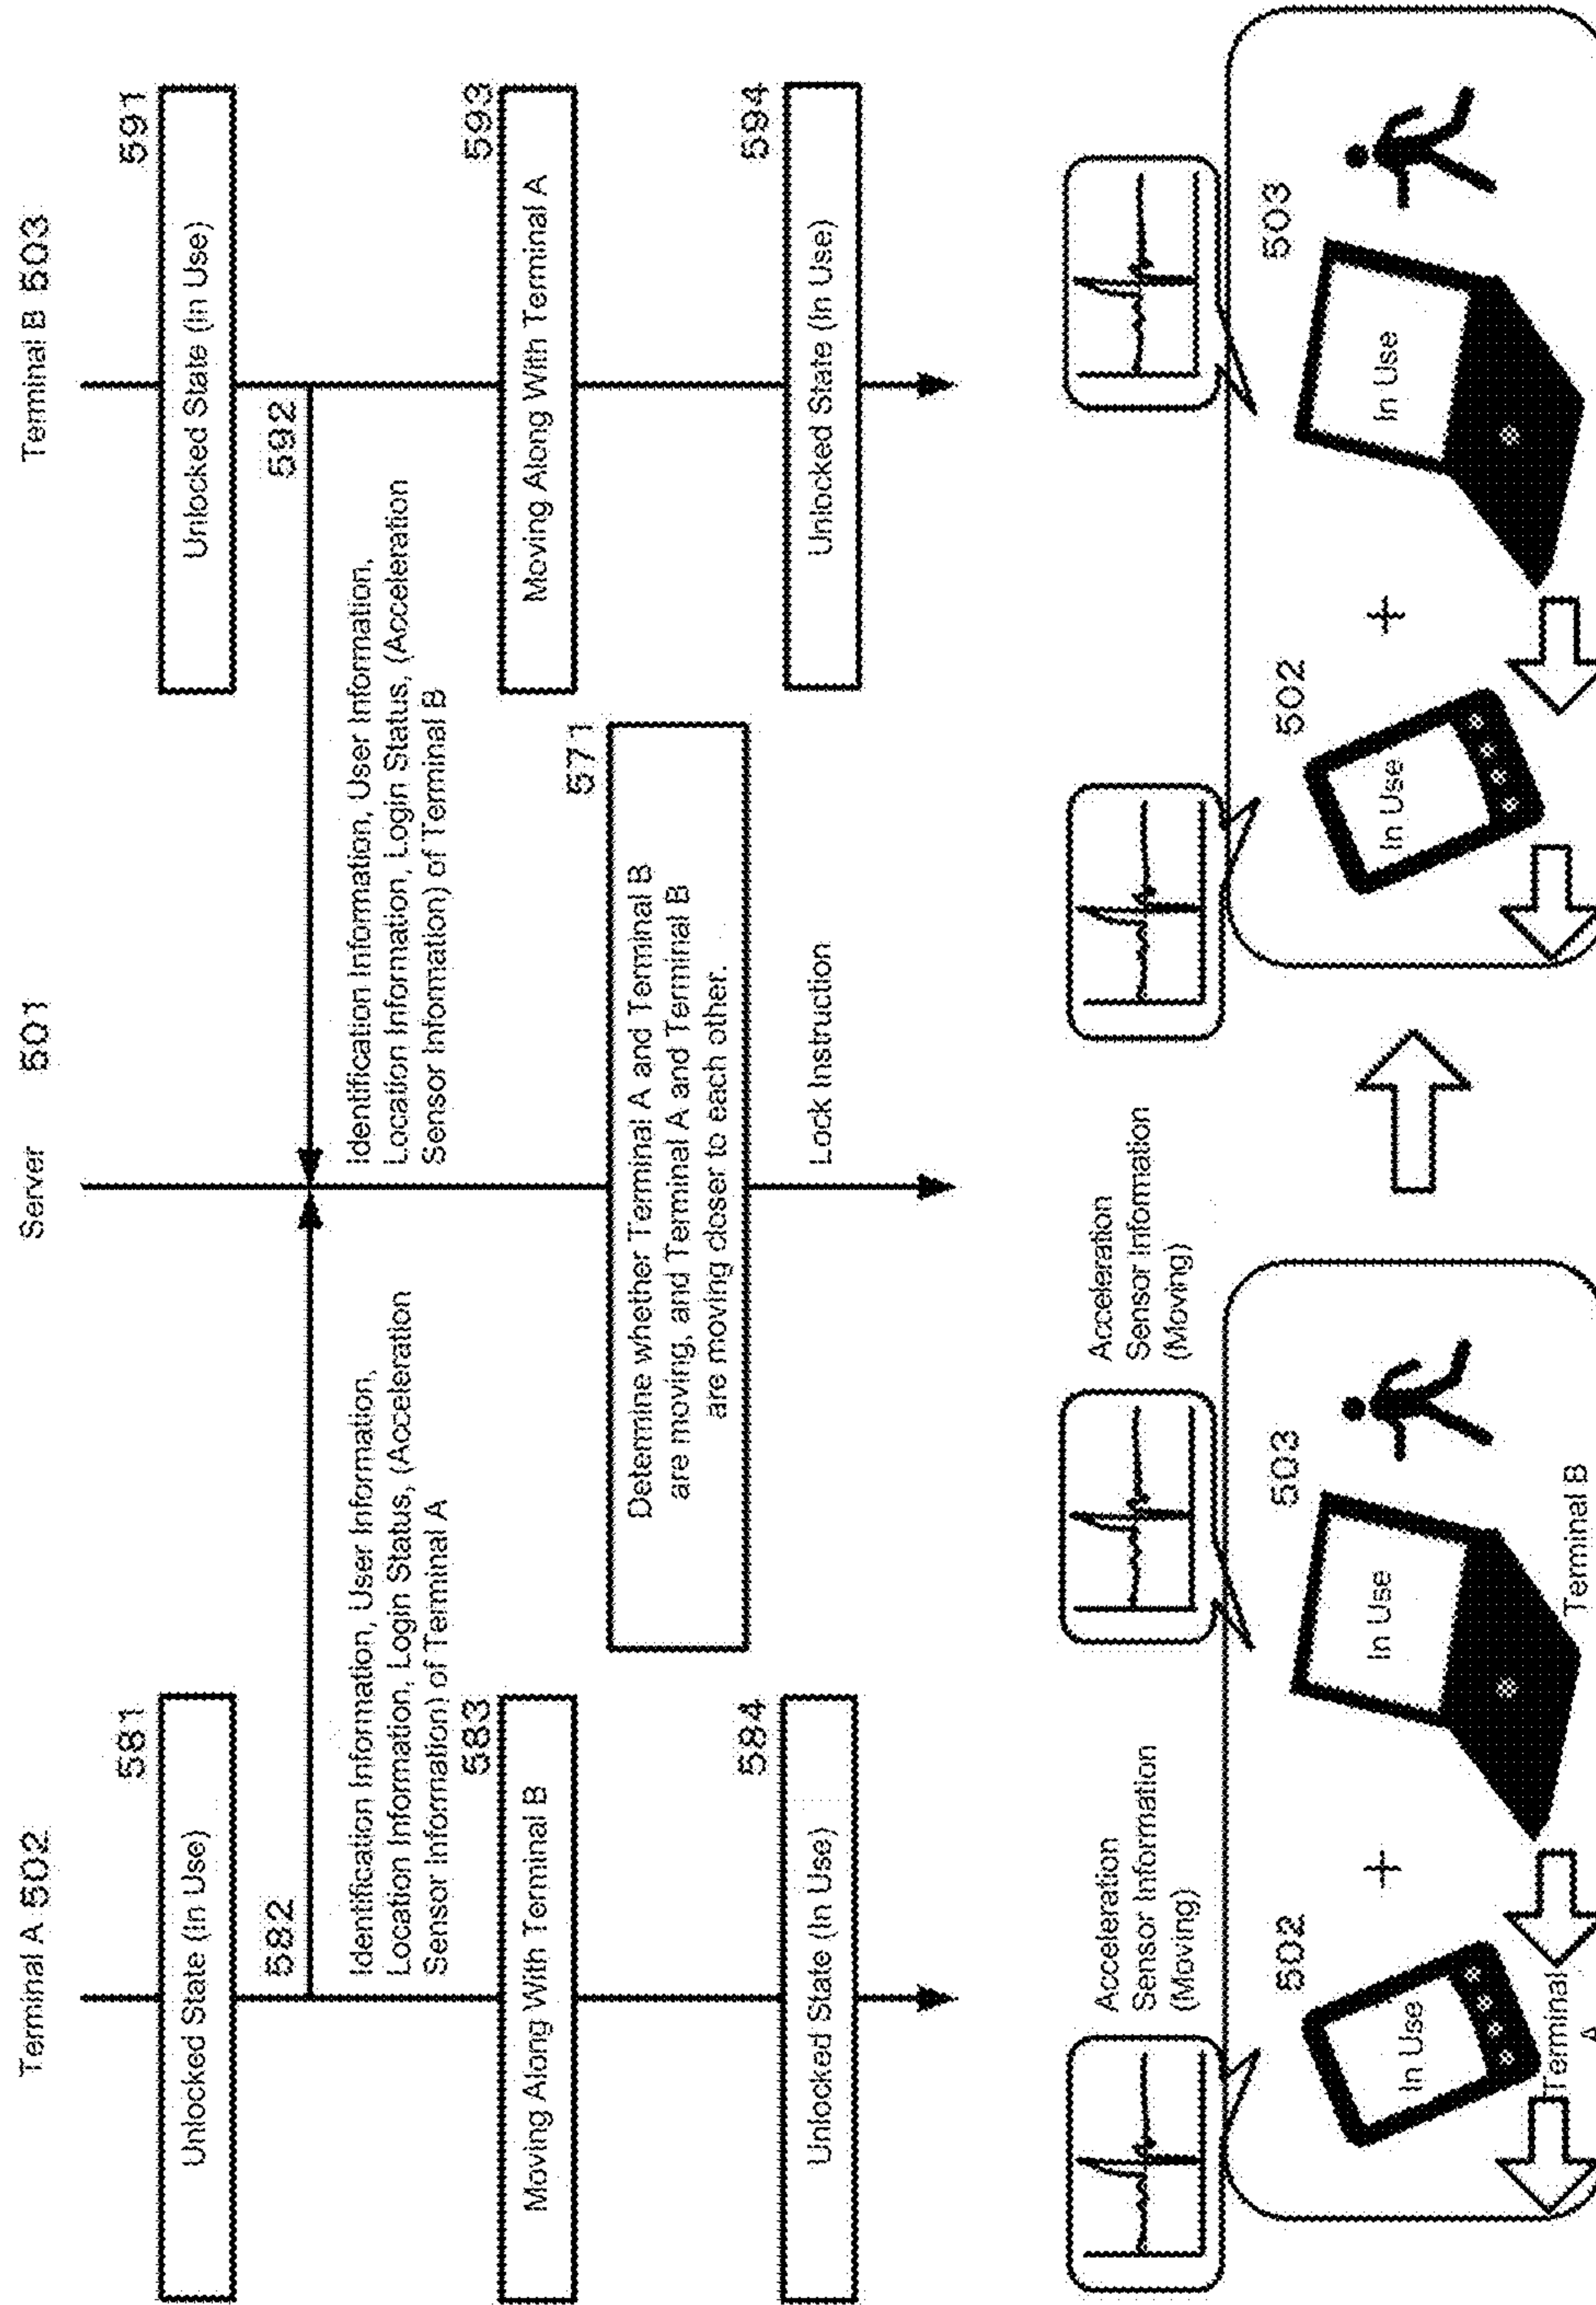 Terminal A 502
Server 501
Terminal B 503
581
Unlocked State (In Use)
591
Unlocked State (In Use)
582
592
Identification Information, User Information,
Location Information, Login Status, (Acceleration
Sensor Information) of Terminal A
Identification Information, User Information,
Location Information, Login Status, (Acceleration
Sensor Information) of Terminal B
583
Moving Along With Terminal B
593
Moving Along With Terminal A
571
Determine whether Terminal A and Terminal B
are moving, and Terminal A and Terminal B
are moving closer to each other.
584
Unlocked State (In Use)
Lock Instruction
594
Unlocked State (In Use)
Acceleration
Sensor Information
(Moving)
Acceleration
Sensor Information
(Moving)
502
In Use
Terminal
A
+
503
In Use
Terminal B
502
In Use
+
503
In Use